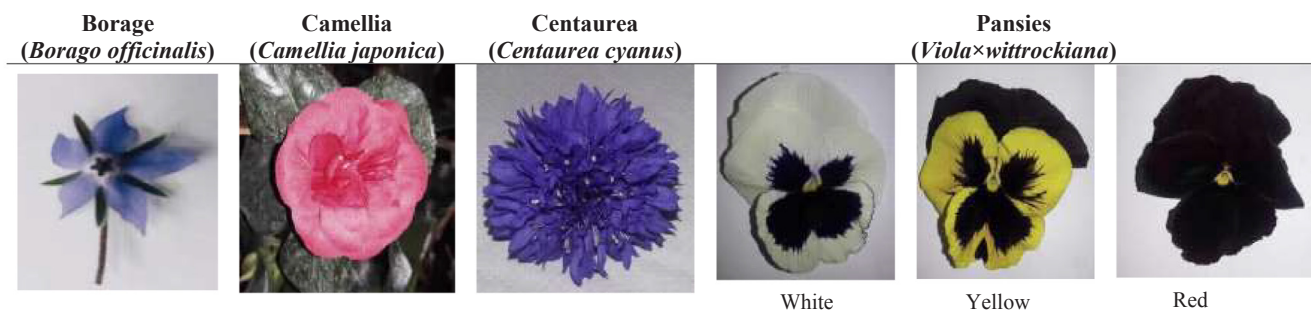 Borage Camellia Centaurea Pansies
(Borago officinalis) (Camellia japonica) (Centaurea cyanus) (Viola×wittrockiana)
White Yellow Red